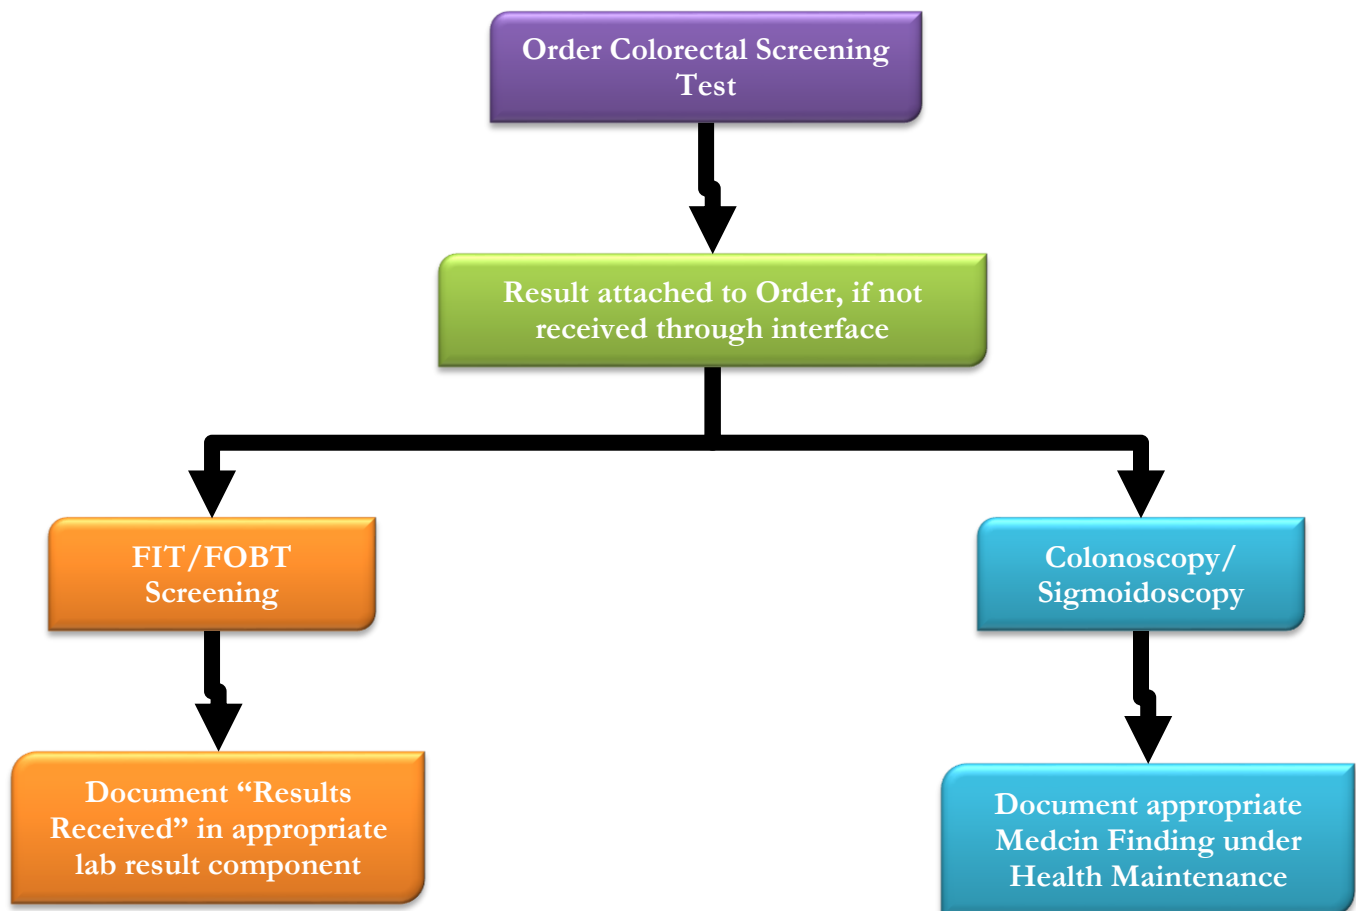 Order Colorectal Screening
Test
Result attached to Order, if not
received through interface
FIT/FOBT
Screening
Colonoscopy/
Sigmoidoscopy
Document “Results
Received” in appropriate
lab result component
Document appropriate
Medcin Finding under
Health Maintenance